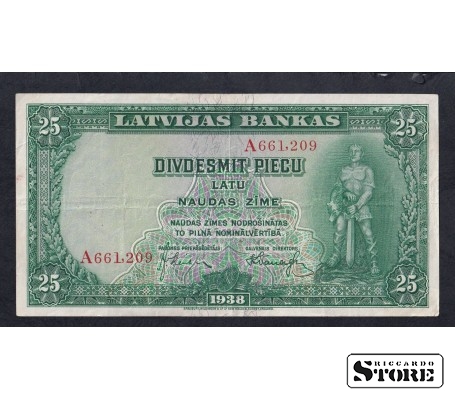 25 LATVIJAS BANKAS 25
A661,209
DIVDESMIT PIECU
LATU
NAUDAS ZĪME
NAUDAS ZĪMES NODROŠINĀTAS
TO PILNĀ NOMINĀLVĒRTĪBĀ.
A661,209
25 1938 25
RICCARDO
STORE